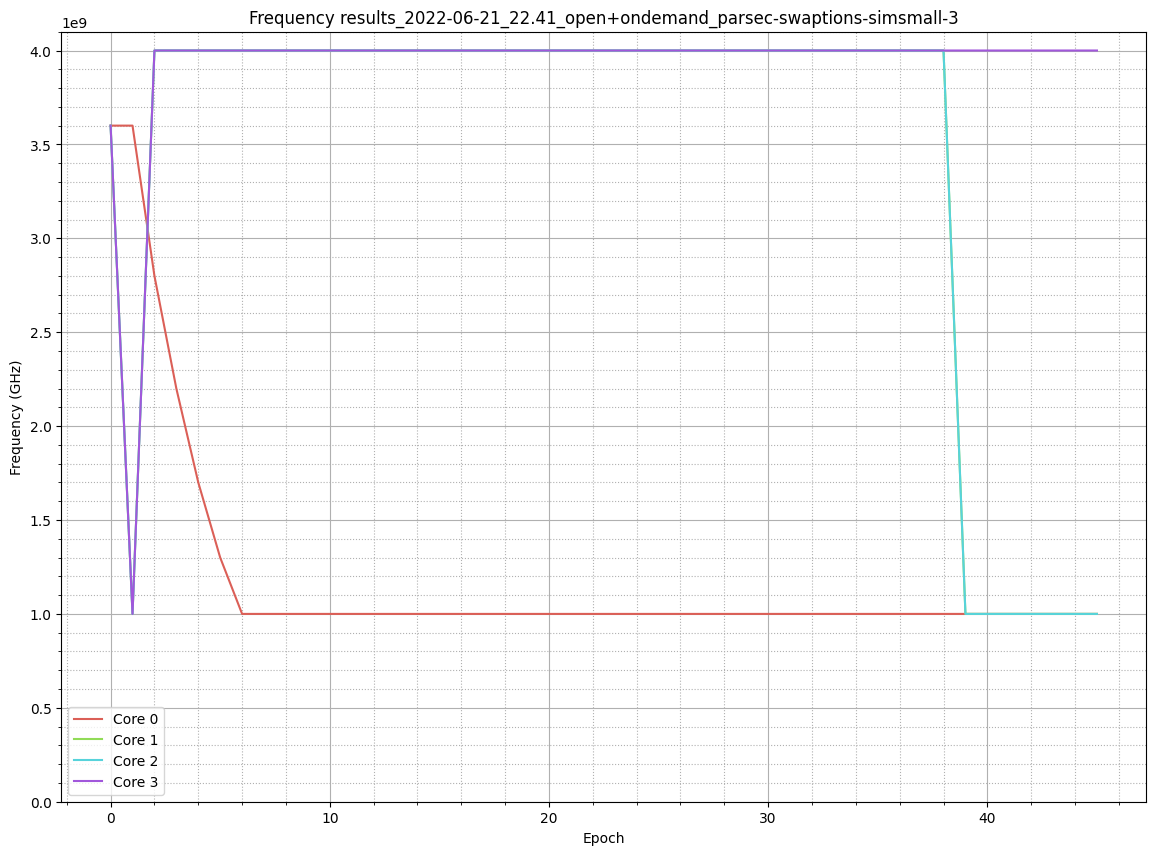 Frequency results_2022-06-21_22.41_open+ondemand_parsec-swaptions-simsmall-3
1e9
4.0
3.5
3.0
2.5
2.0
1.5
1.0
0.5
0.0
Frequency (GHz)
Core 0
Core 1
Core 2
Core 3
0 10 20 30 40
Epoch